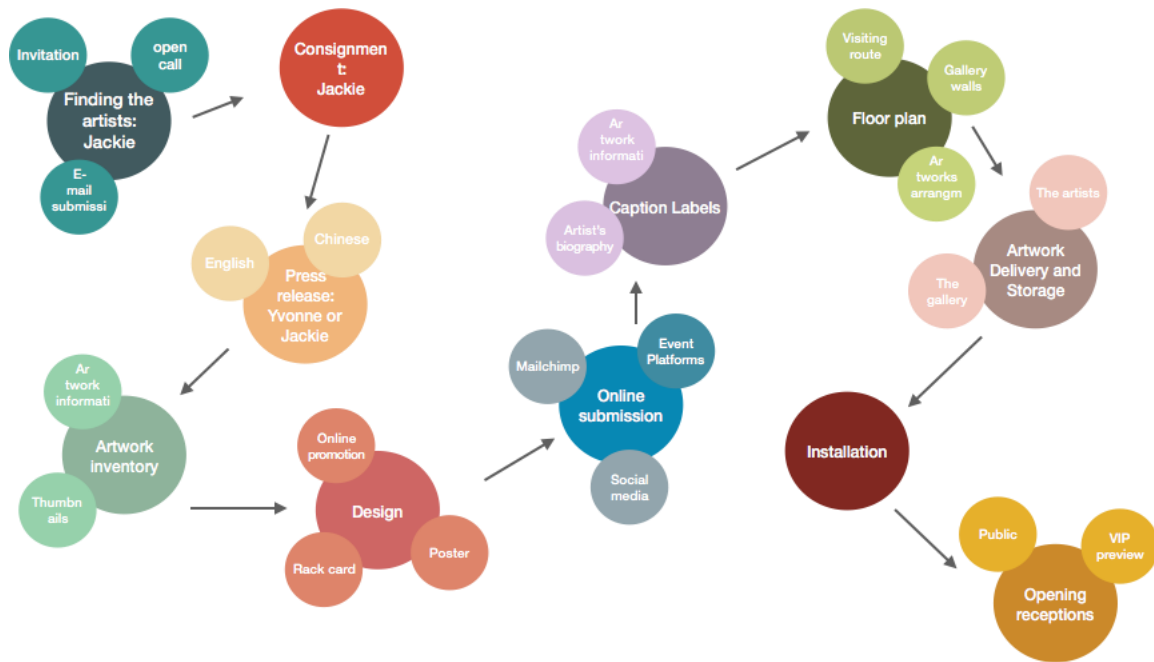 Invitation
open
call
Finding the
artists:
Jackie
E-
mail
submissi
Consignmen
t:
Jackie
English
Chinese
Press
release:
Yvonne or
Jackie
Ar
twork
informati
Artwork
inventory
Thumbn
ails
Online
promotion
Design
Rack card
Poster
Mailchimp
Event
Platforms
Online
submission
Social
media
Ar
twork
informati
Caption Labels
Artist's
biography
Visiting
route
Gallery
walls
Floor plan
Ar
tworks
arrangm
The artists
Artwork
Delivery and
Storage
The
gallery
Installation
Public
VIP
preview
Opening
receptions